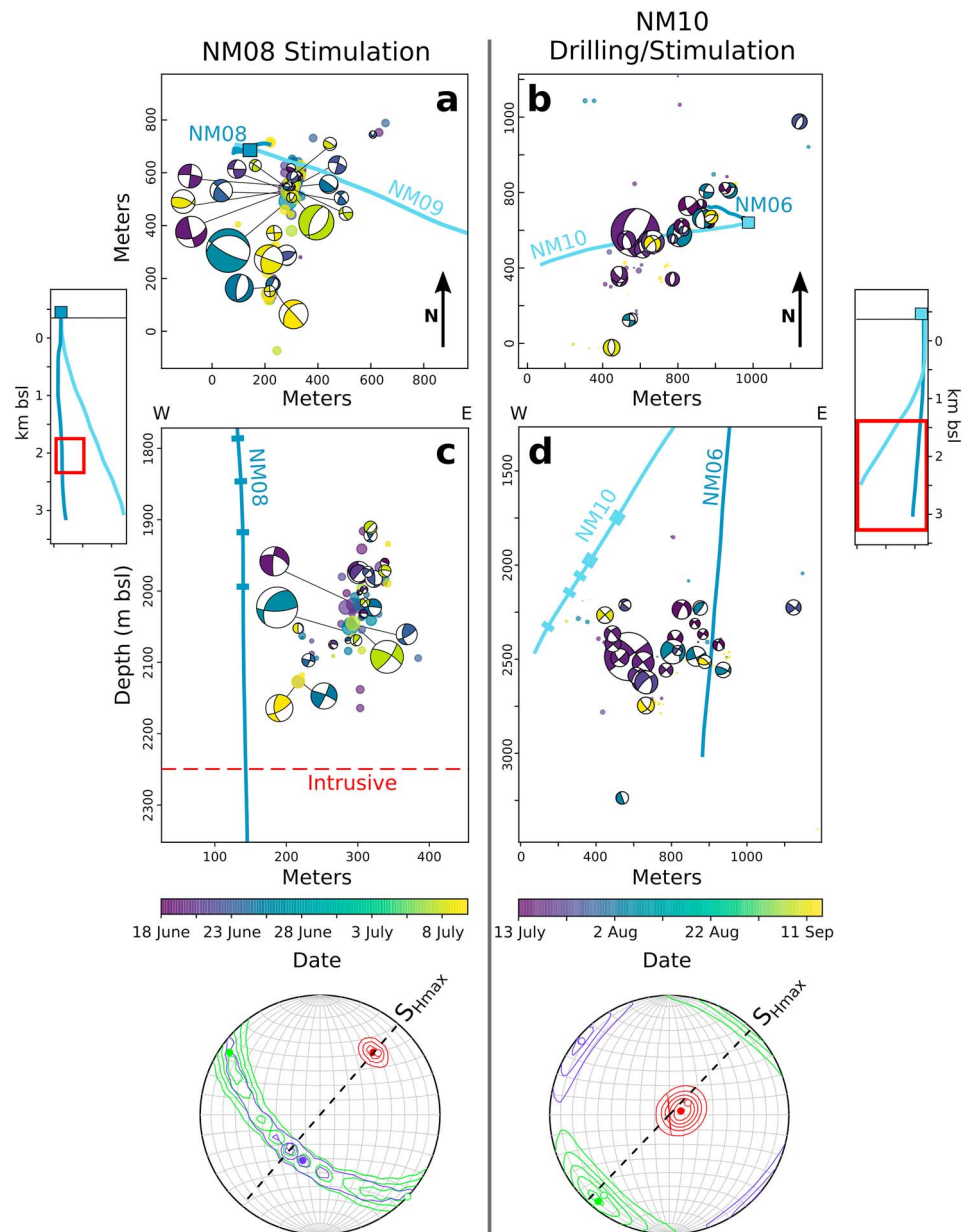 NM08 Stimulation
NM10
Drilling/Stimulation
a
NM08
NM09
N
Meters
800
600
400
200
0
0 200 400 600 800
Meters
b
NM06
NM10
N
1000
800
400
0
0 400 600 1000
Meters
km bsl
0
1
2
3
km bsl
0
1
2
3
W E
c
NM08
Intrusive
Depth (m bsl)
1800
1900
2000
2100
2200
2300
100 200 300 400
Meters
W E
d
NM10
NM06
1500
2000
2500
3000
0 400 800 1000
Meters
18 June 23 June 28 June 3 July 8 July
Date
13 July 2 Aug 22 Aug 11 Sep
Date
SHmax
SHmax